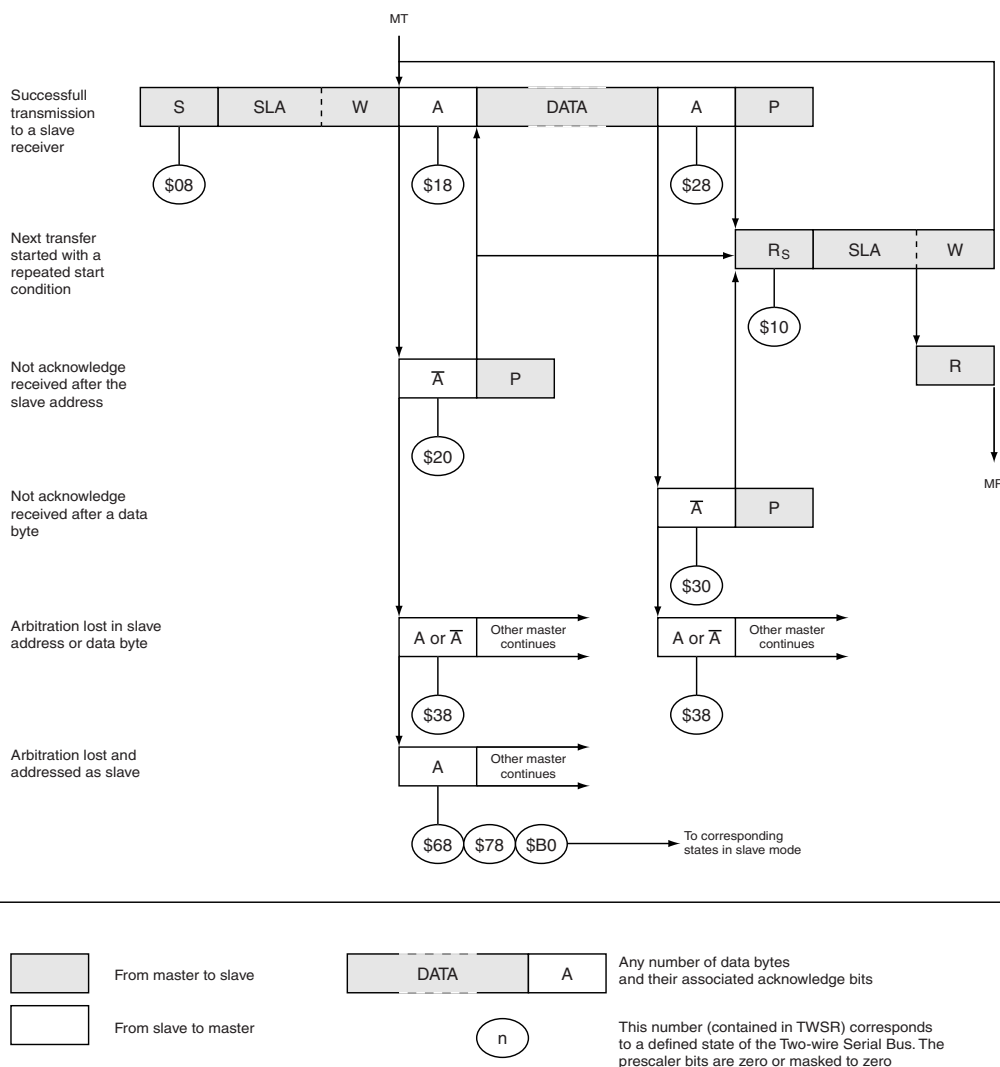 MT
Successfull
transmission
to a slave
receiver
S SLA W A DATA A P
$08 $18 $28
Next transfer
started with a
repeated start
condition
RS SLA W
$10
Not acknowledge
received after the
slave address
A̅ P
R
$20
MR
Not acknowledge
received after a data
byte
A̅ P
$30
Arbitration lost in slave
address or data byte
A or A̅
Other master
continues
A or A̅
Other master
continues
$38 $38
Arbitration lost and
addressed as slave
A
Other master
continues
$68 $78 $B0
To corresponding
states in slave mode
From master to slave
DATA A
Any number of data bytes
and their associated acknowledge bits
From slave to master
n
This number (contained in TWSR) corresponds
to a defined state of the Two-wire Serial Bus. The
prescaler bits are zero or masked to zero